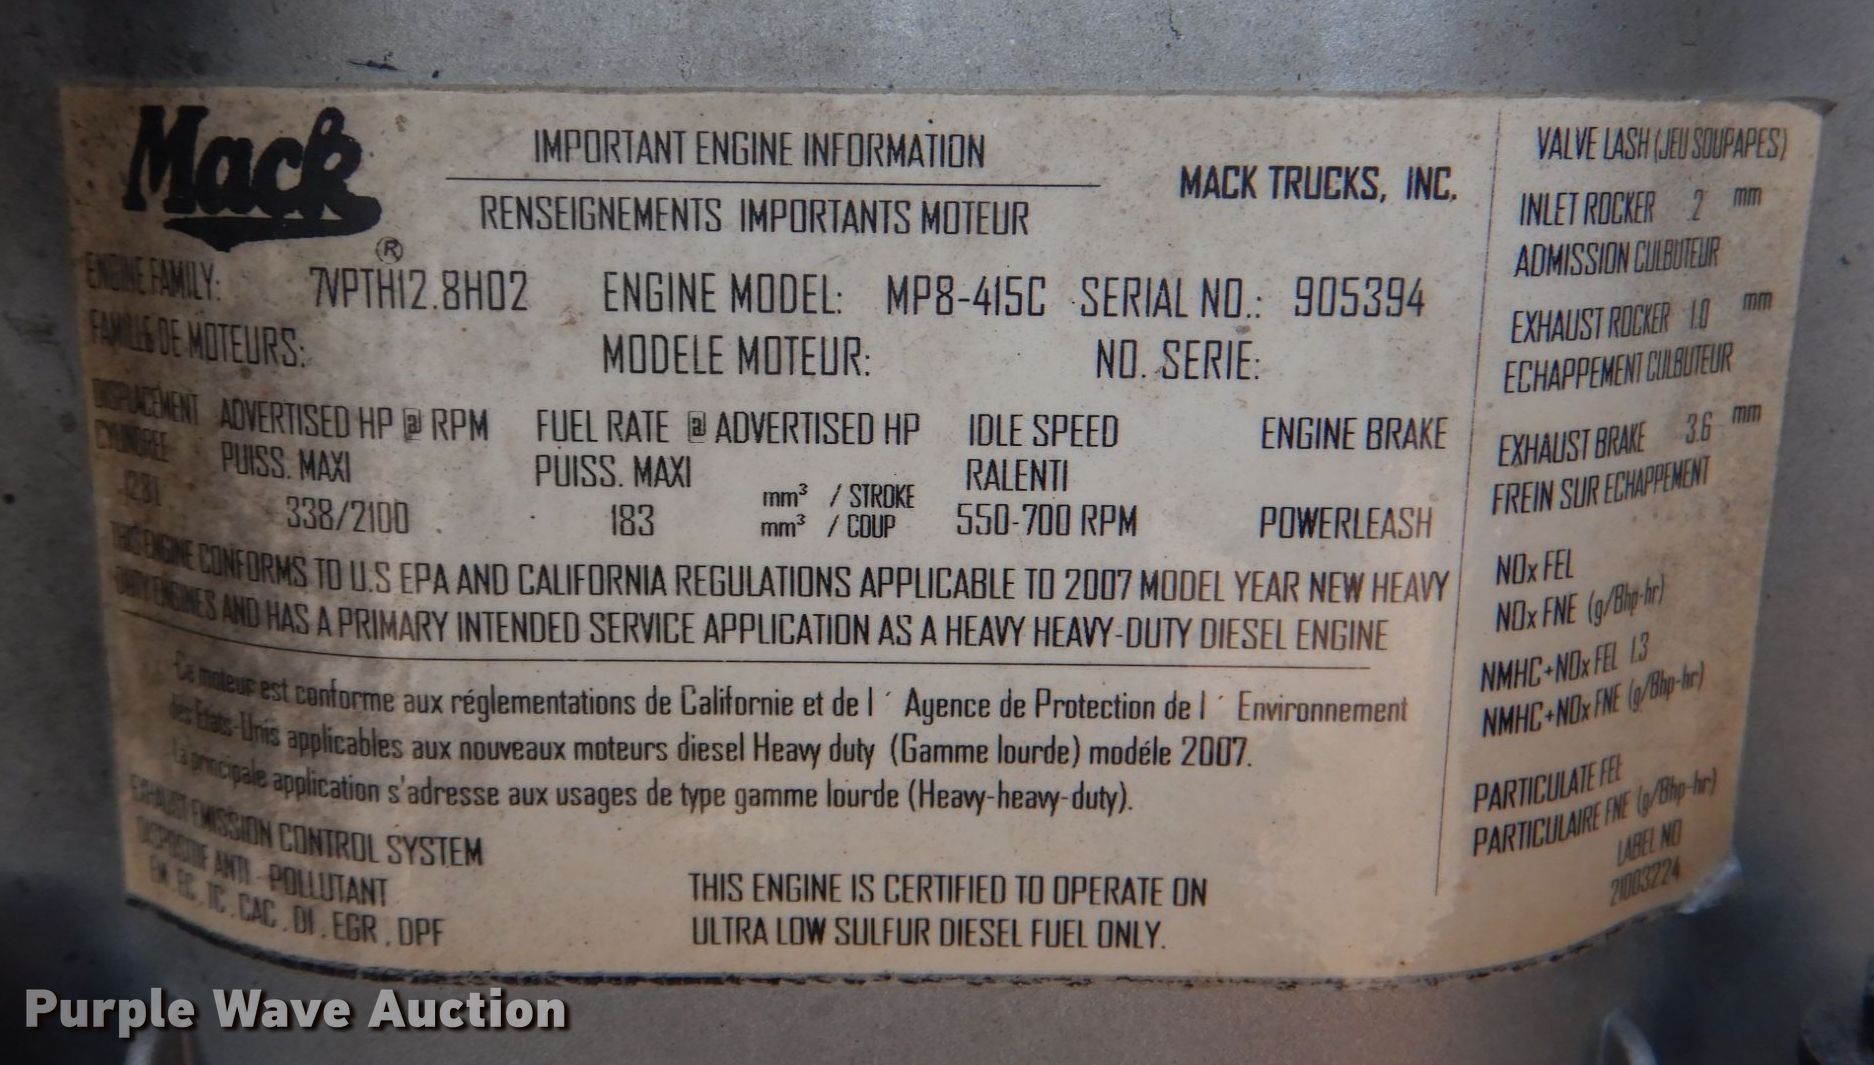 Mack
®
IMPORTANT ENGINE INFORMATION
RENSEIGNEMENTS IMPORTANTS MOTEUR
MACK TRUCKS, INC.
ENGINE FAMILY: 7VPTH12.8H02 ENGINE MODEL: MP8-415C SERIAL NO.: 905394
FAMILLE DE MOTEURS: MODELE MOTEUR: NO. SERIE:
DISPLACEMENT ADVERTISED HP @ RPM FUEL RATE @ ADVERTISED HP IDLE SPEED ENGINE BRAKE
CYLINDREE PUISS. MAXI PUISS. MAXI RALENTI
338/2100 183 mm³ / STROKE
mm³ / COUP 550-700 RPM POWERLEASH
THIS ENGINE CONFORMS TO U.S EPA AND CALIFORNIA REGULATIONS APPLICABLE TO 2007 MODEL YEAR NEW HEAVY
DUTY ENGINES AND HAS A PRIMARY INTENDED SERVICE APPLICATION AS A HEAVY HEAVY-DUTY DIESEL ENGINE
Ce moteur est conforme aux réglementations de Californie et de l ´ Agence de Protection de l ´ Environnement
des Etats-Unis applicables aux nouveaux moteurs diesel Heavy duty (Gamme lourde) modéle 2007.
La principale application s'adresse aux usages de type gamme lourde (Heavy-heavy-duty).
EXHAUST EMISSION CONTROL SYSTEM
DISPOSITIF ANTI - POLLUTANT
EM, EC, TC, CAC, DI, EGR, DPF
THIS ENGINE IS CERTIFIED TO OPERATE ON
ULTRA LOW SULFUR DIESEL FUEL ONLY.
VALVE LASH (JEU SOUPAPES)
INLET ROCKER 2 mm
ADMISSION CULBUTEUR
EXHAUST ROCKER 1.0 mm
ECHAPPEMENT CULBUTEUR
EXHAUST BRAKE 3.6 mm
FREIN SUR ECHAPPEMENT
NOx FEL
NOx FNE (g/Bhp-hr)
NMHC+NOx FEL 1.3
NMHC+NOx FNE (g/Bhp-hr)
PARTICULATE FEL
PARTICULAIRE FNE (g/Bhp-hr)
LABEL NO
21003224
Purple Wave Auction